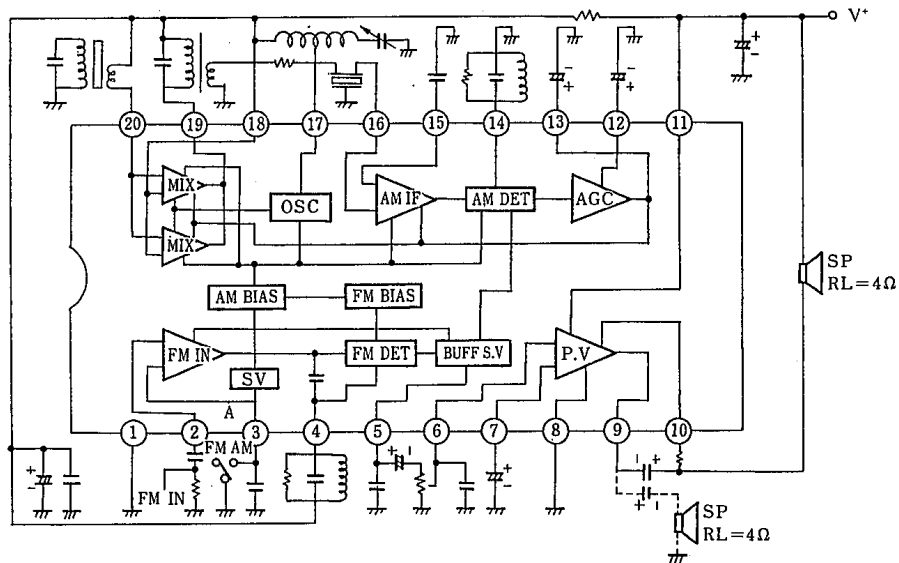 V+
20 19 18 17 16 15 14 13 12 11
MIX
OSC
AM IF
AM DET
AGC
MIX
SP
RL=4Ω
AM BIAS
FM BIAS
FM IN
FM DET
BUFF S.V
P.V
SV
A
1 2 3 4 5 6 7 8 9 10
FM AM
FM IN
SP
RL=4Ω